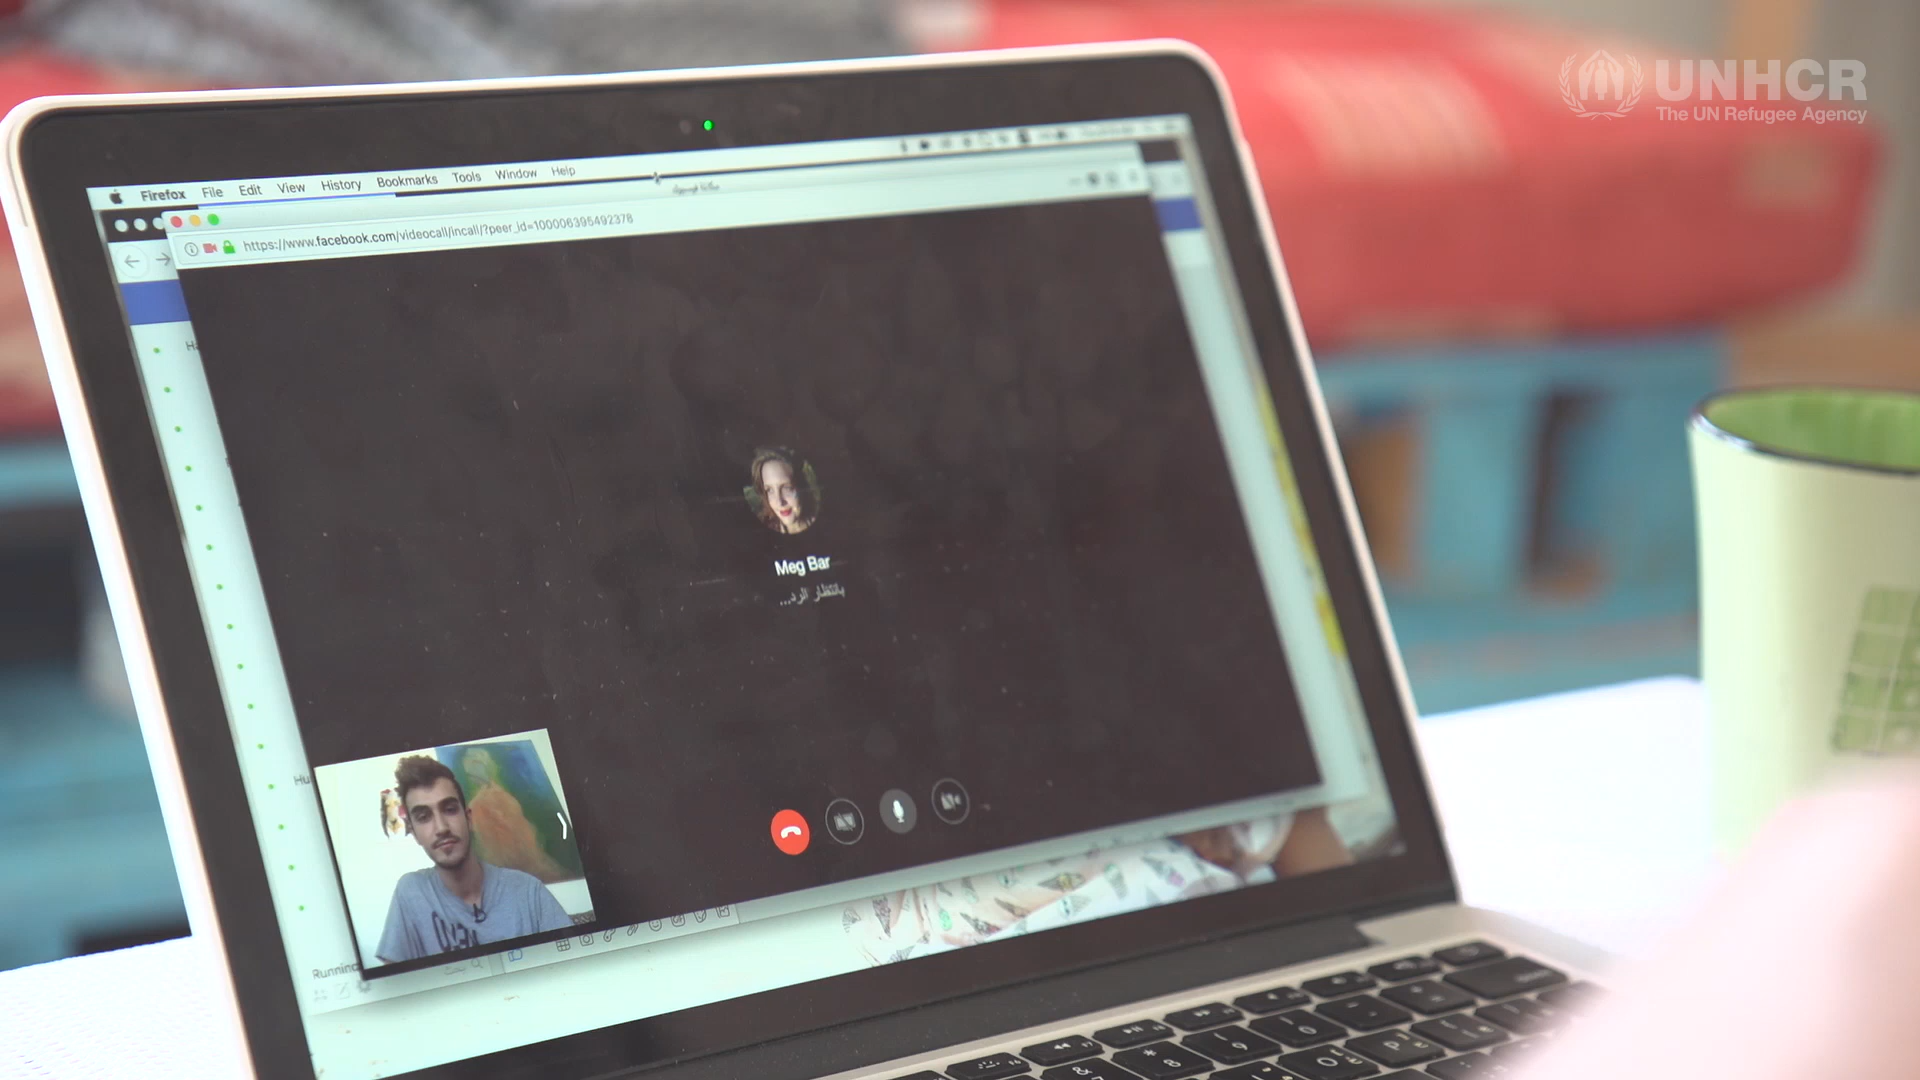 UNHCR
The UN Refugee Agency
Firefox File Edit View History Bookmarks Tools Window Help
https://www.facebook.com/videocall/incall/?peer_id=100006395492378
Meg Bar
بانتظار الرد...
Running